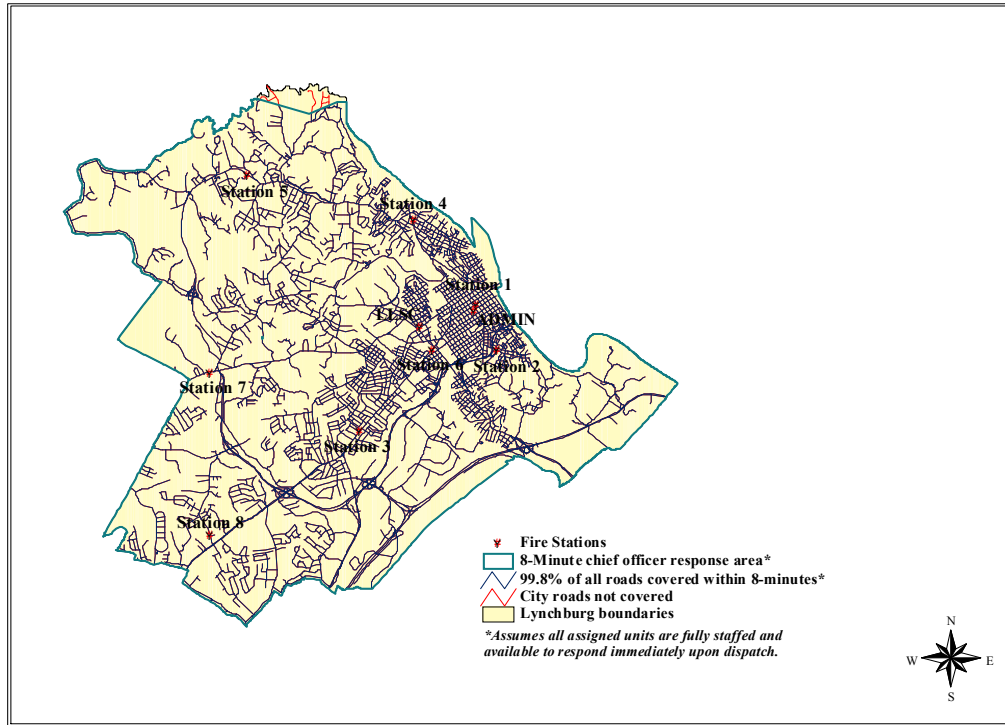 Station 5
Station 4
Station 1
ADMIN
Station 6
Station 2
Station 7
Station 3
Station 8
Fire Stations
8-Minute chief officer response area*
99.8% of all roads covered within 8-minutes*
City roads not covered
Lynchburg boundaries
*Assumes all assigned units are fully staffed and
available to respond immediately upon dispatch.
N
W E
S